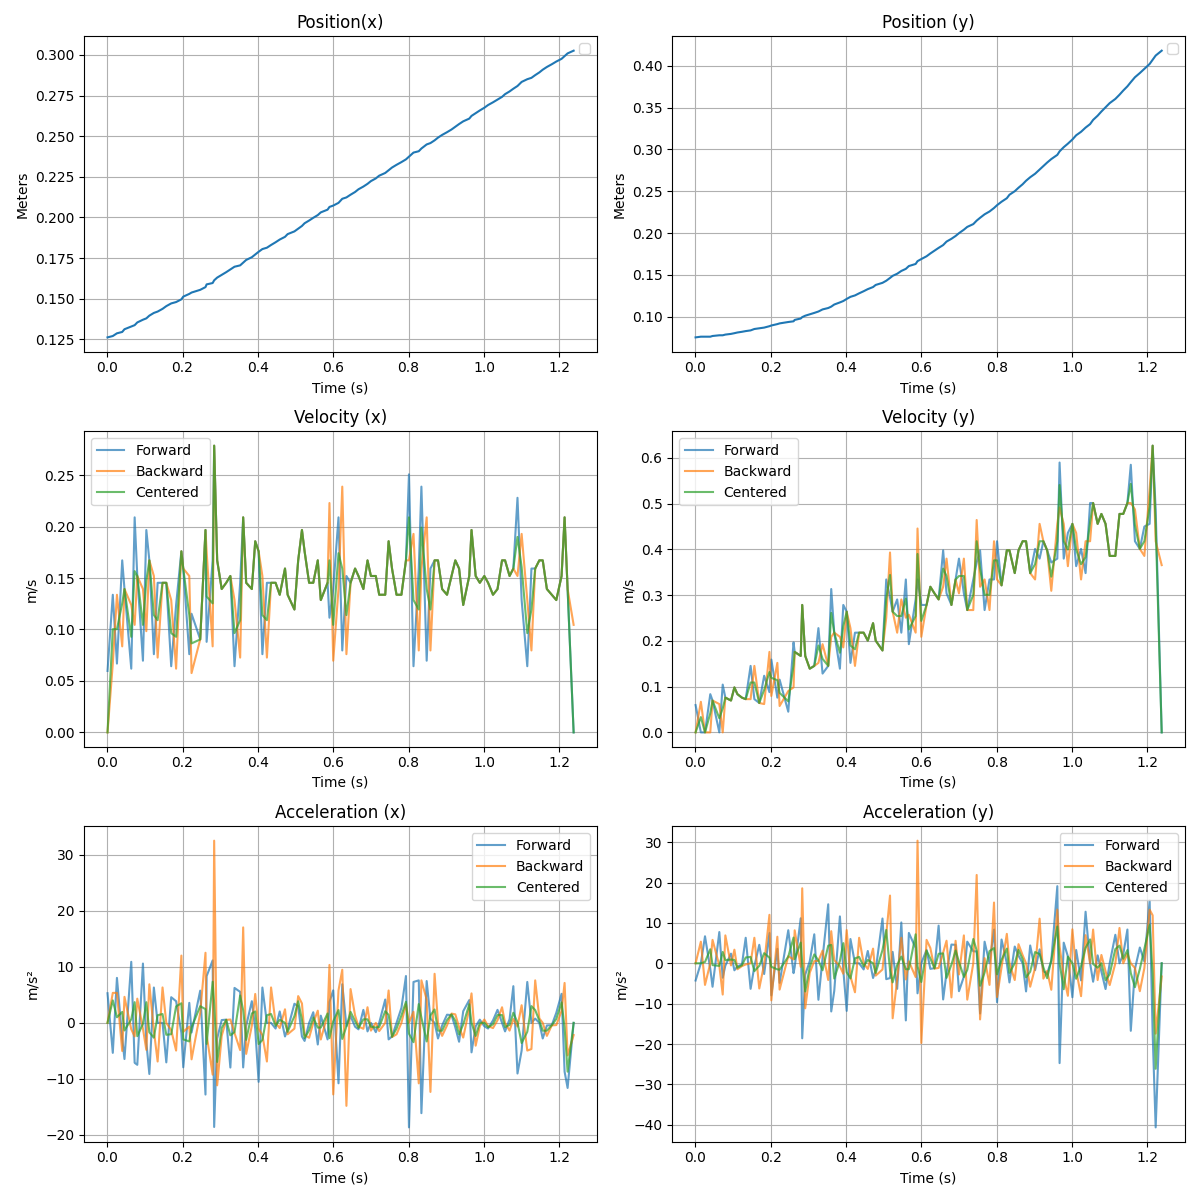 Position(x)
Meters
0.300
0.275
0.250
0.225
0.200
0.175
0.150
0.125
0.0 0.2 0.4 0.6 0.8 1.0 1.2
Time (s)
Position (y)
Meters
0.40
0.35
0.30
0.25
0.20
0.15
0.10
0.0 0.2 0.4 0.6 0.8 1.0 1.2
Time (s)
Velocity (x)
m/s
Forward
Backward
Centered
0.25
0.20
0.15
0.10
0.05
0.00
0.0 0.2 0.4 0.6 0.8 1.0 1.2
Time (s)
Velocity (y)
m/s
Forward
Backward
Centered
0.6
0.5
0.4
0.3
0.2
0.1
0.0
0.0 0.2 0.4 0.6 0.8 1.0 1.2
Time (s)
Acceleration (x)
m/s²
Forward
Backward
Centered
30
20
10
0
−10
−20
0.0 0.2 0.4 0.6 0.8 1.0 1.2
Time (s)
Acceleration (y)
m/s²
Forward
Backward
Centered
30
20
10
0
−10
−20
−30
−40
0.0 0.2 0.4 0.6 0.8 1.0 1.2
Time (s)